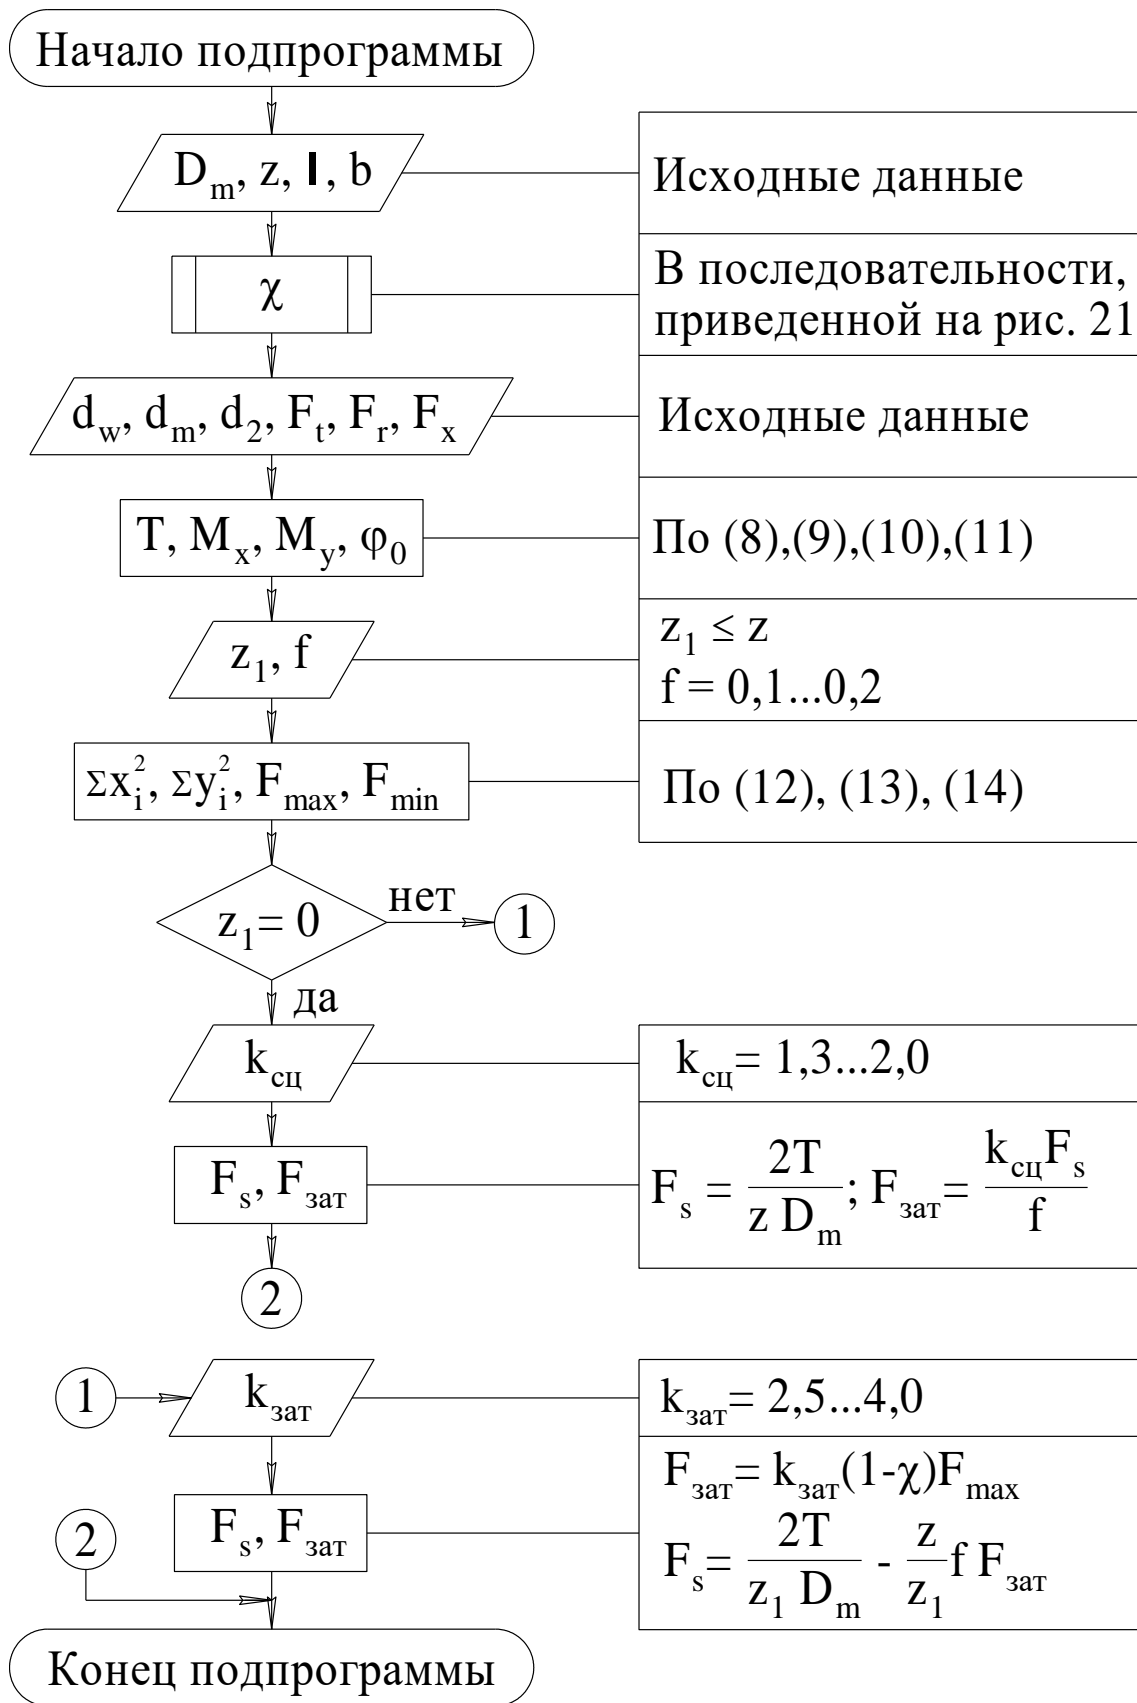 Начало подпрограммы
D_m, z, l, b
Исходные данные
χ
В последовательности,
приведенной на рис. 21
d_w, d_m, d_2, F_t, F_r, F_x
Исходные данные
T, M_x, M_y, φ_0
По (8),(9),(10),(11)
z_1, f
z_1 ≤ z
f = 0,1...0,2
Σx_i^2, Σy_i^2, F_max, F_min
По (12), (13), (14)
z_1= 0
нет
1
да
k_сц
k_сц= 1,3...2,0
F_s, F_зат
F_s = 2T / (z D_m); F_зат= k_сц F_s / f
2
1
k_зат
k_зат= 2,5...4,0
F_s, F_зат
F_зат= k_зат(1-χ)F_max
F_s= 2T / (z_1 D_m) - z / z_1 f F_зат
2
Конец подпрограммы